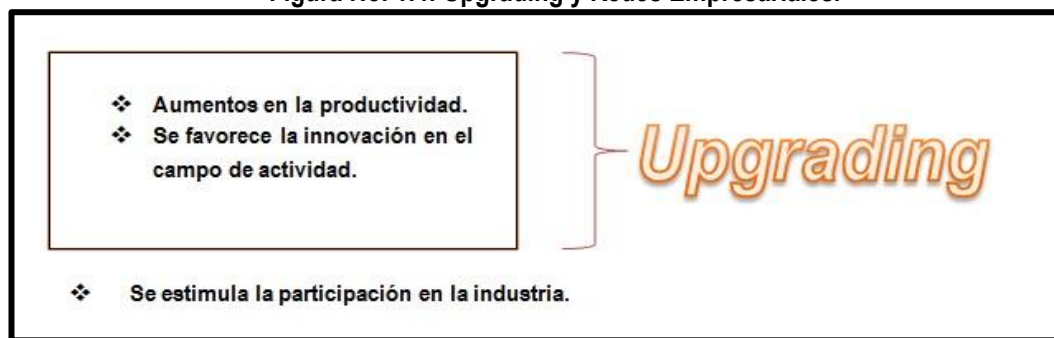 ❖ Aumentos en la productividad.
❖ Se favorece la innovación en el
campo de actividad.
Upgrading
❖ Se estimula la participación en la industria.